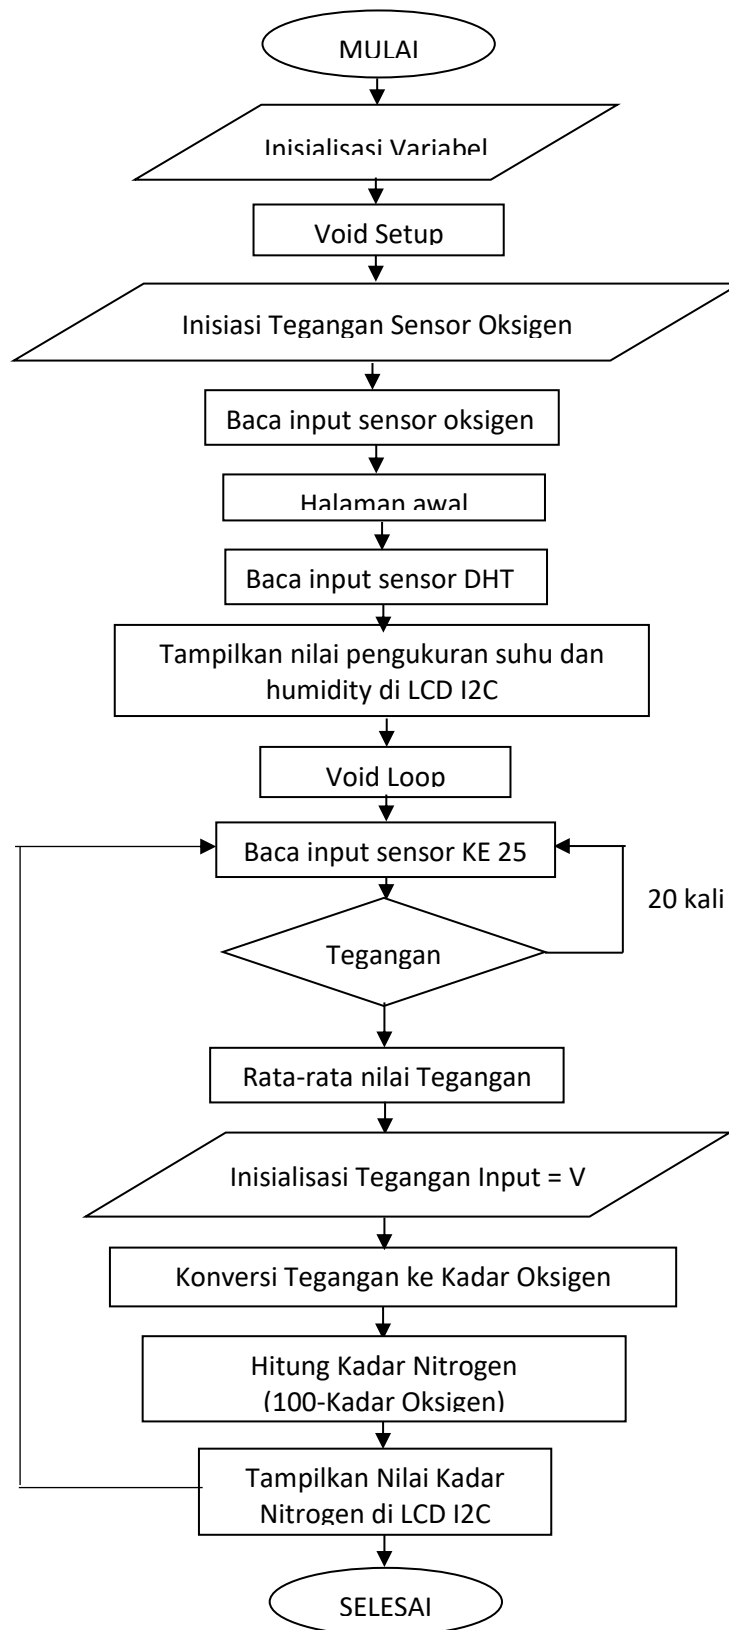 MULAI
Inisialisasi Variabel
Void Setup
Inisiasi Tegangan Sensor Oksigen
Baca input sensor oksigen
Halaman awal
Baca input sensor DHT
Tampilkan nilai pengukuran suhu dan
humidity di LCD I2C
Void Loop
Baca input sensor KE 25
20 kali
Tegangan
Rata-rata nilai Tegangan
Inisialisasi Tegangan Input = V
Konversi Tegangan ke Kadar Oksigen
Hitung Kadar Nitrogen
(100-Kadar Oksigen)
Tampilkan Nilai Kadar
Nitrogen di LCD I2C
SELESAI